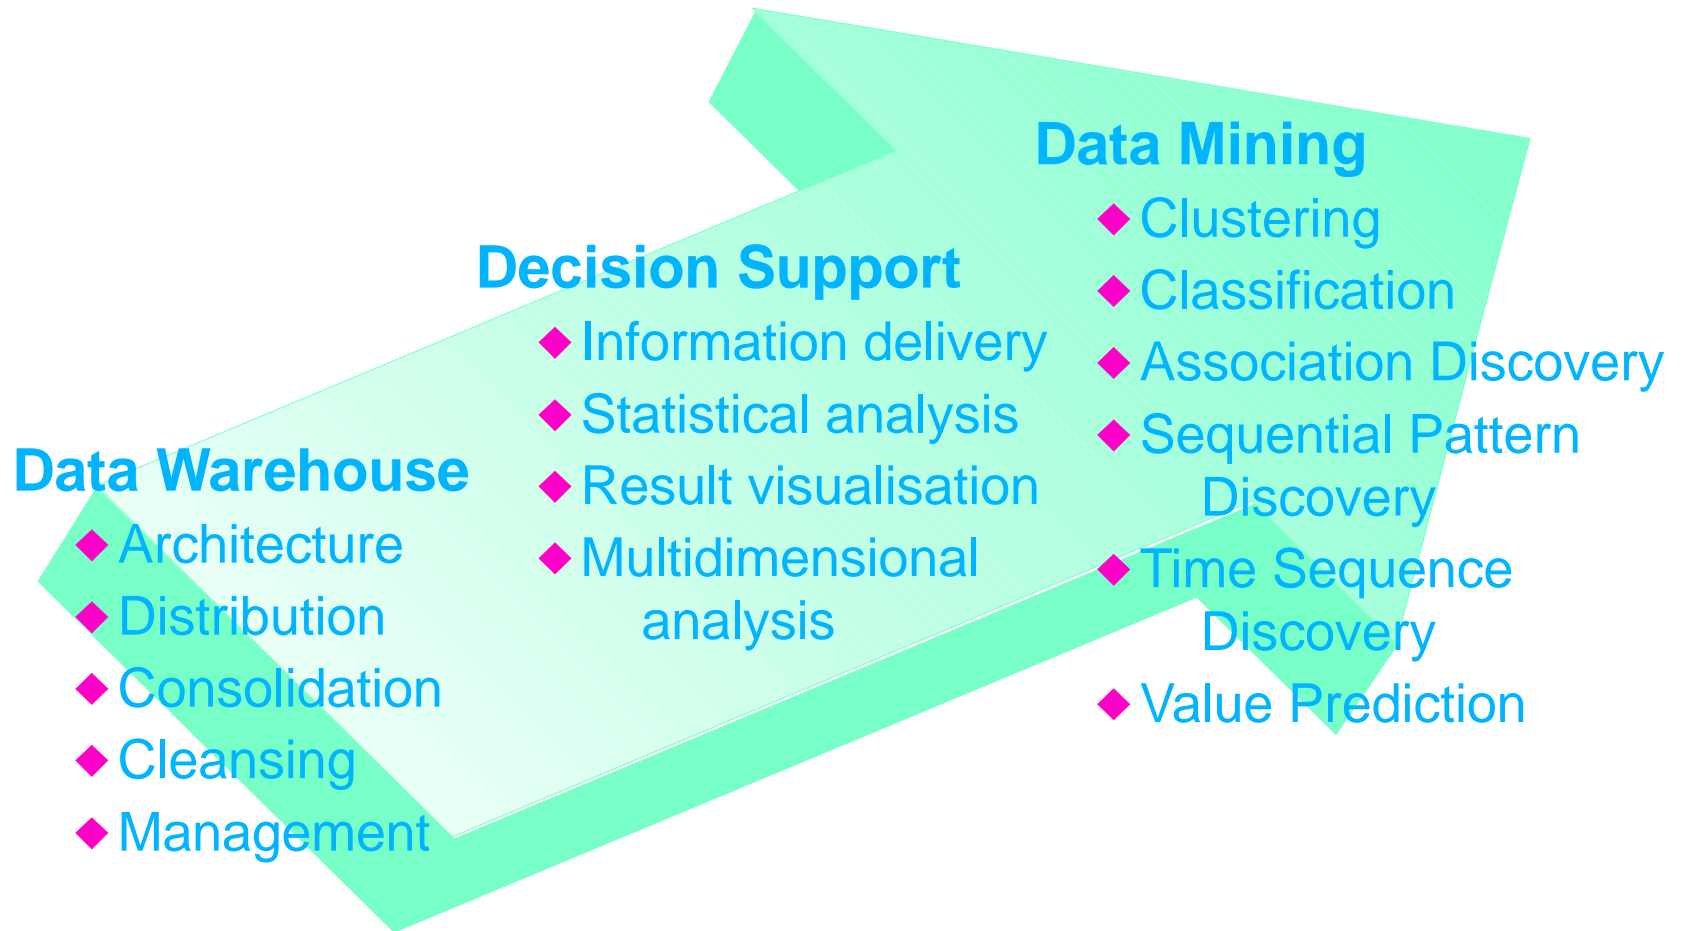 Data Warehouse
Architecture
Distribution
Consolidation
Cleansing
Management
Decision Support
Information delivery
Statistical analysis
Result visualisation
Multidimensional
analysis
Data Mining
Clustering
Classification
Association Discovery
Sequential Pattern
Discovery
Time Sequence
Discovery
Value Prediction